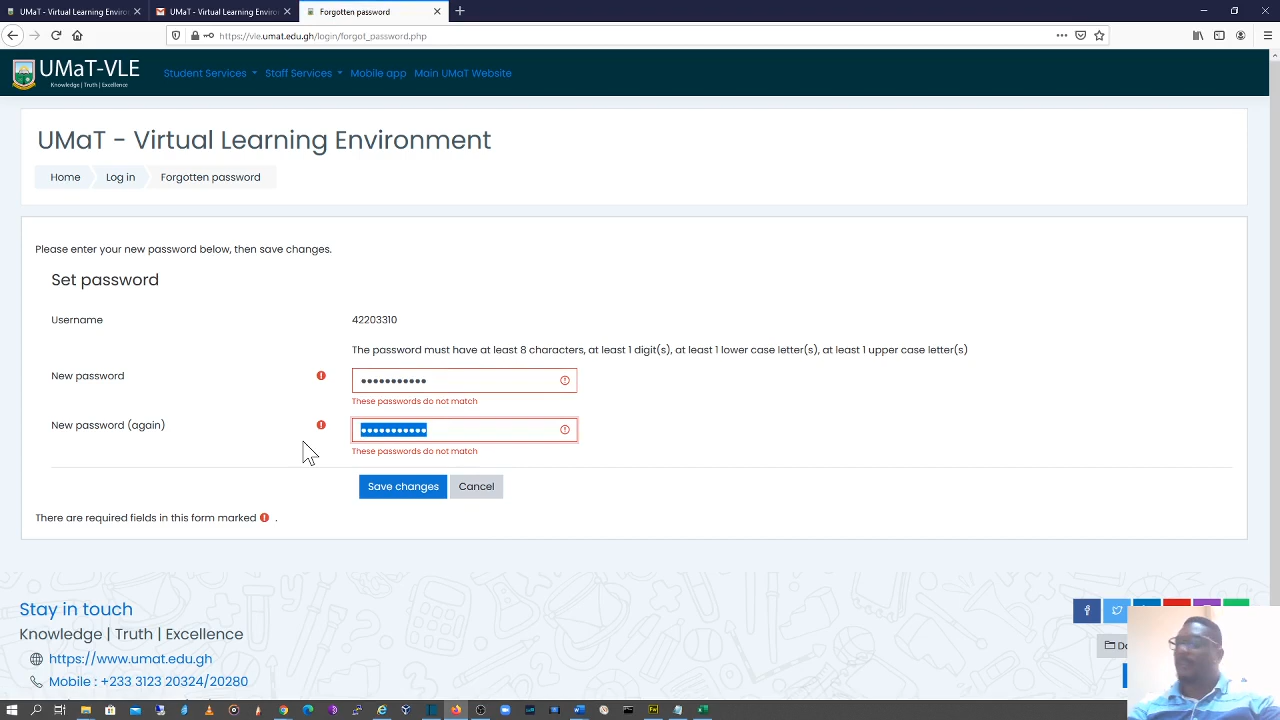 UMaT - Virtual Learning Environ
UMaT - Virtual Learning Environ
Forgotten password
https://vle.umat.edu.gh/login/forgot_password.php
UMaT-VLE
Knowledge | Truth | Excellence
Student Services
Staff Services
Mobile app
Main UMaT Website
UMaT - Virtual Learning Environment
Home
Log in
Forgotten password
Please enter your new password below, then save changes.
Set password
Username
42203310
The password must have at least 8 characters, at least 1 digit(s), at least 1 lower case letter(s), at least 1 upper case letter(s)
New password
These passwords do not match
New password (again)
These passwords do not match
Save changes
Cancel
There are required fields in this form marked .
Stay in touch
Knowledge | Truth | Excellence
https://www.umat.edu.gh
Mobile : +233 3123 20324/20280